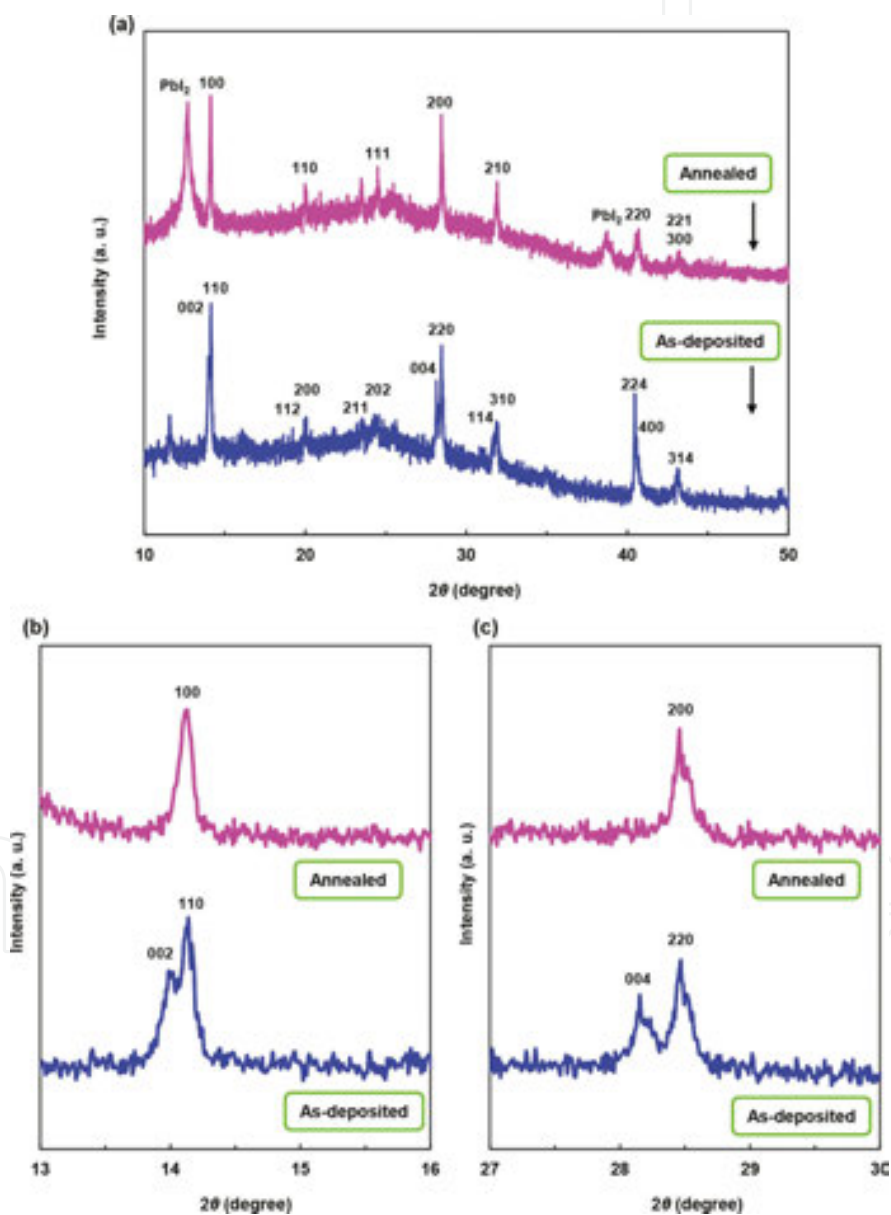 (a)
PbI2
100
110
111
200
210
PbI2
220
221
300
Annealed
002
110
112
200
211
202
004
220
114
310
224
400
314
As-deposited
Intensity (a. u.)
10
20
30
40
50
2θ (degree)
(b)
100
Annealed
002
110
As-deposited
Intensity (a. u.)
13
14
15
16
2θ (degree)
(c)
200
Annealed
004
220
As-deposited
Intensity (a. u.)
27
28
29
30
2θ (degree)